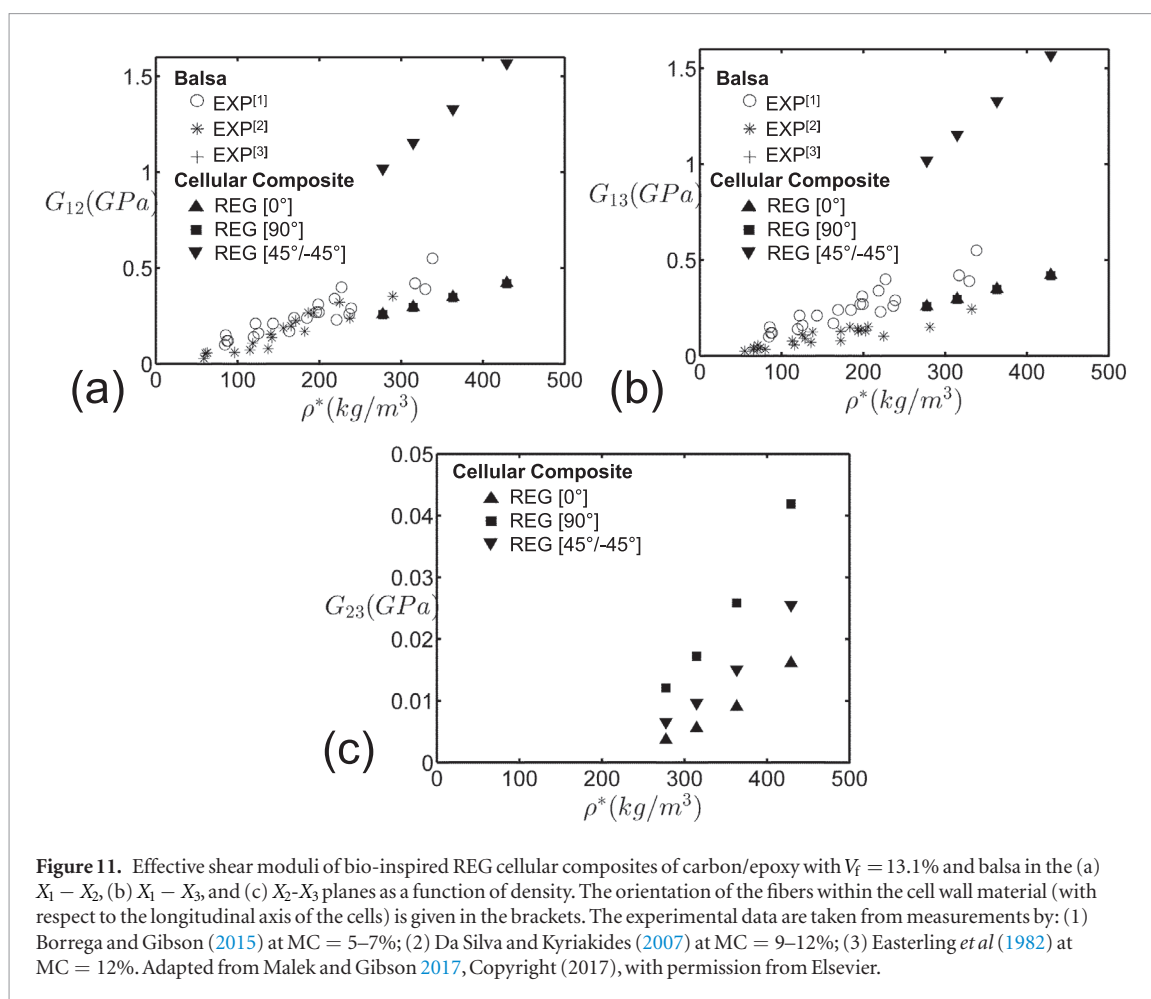 1.5
1
0.5
0
G12(GPa)
Balsa
EXP[1]
EXP[2]
EXP[3]
Cellular Composite
REG [0°]
REG [90°]
REG [45°/-45°]
0 100 200 300 400 500
ρ*(kg/m³)
(a)
1.5
1
0.5
0
G13(GPa)
Balsa
EXP[1]
EXP[2]
EXP[3]
Cellular Composite
REG [0°]
REG [90°]
REG [45°/-45°]
0 100 200 300 400 500
ρ*(kg/m³)
(b)
0.05
0.04
0.03
0.02
0.01
0
G23(GPa)
Cellular Composite
REG [0°]
REG [90°]
REG [45°/-45°]
0 100 200 300 400 500
ρ*(kg/m³)
(c)
Figure 11. Effective shear moduli of bio-inspired REG cellular composites of carbon/epoxy with Vf = 13.1% and balsa in the (a)
X1 − X2, (b) X1 − X3, and (c) X2-X3 planes as a function of density. The orientation of the fibers within the cell wall material (with
respect to the longitudinal axis of the cells) is given in the brackets. The experimental data are taken from measurements by: (1)
Borrega and Gibson (2015) at MC = 5–7%; (2) Da Silva and Kyriakides (2007) at MC = 9–12%; (3) Easterling et al (1982) at
MC = 12%. Adapted from Malek and Gibson 2017, Copyright (2017), with permission from Elsevier.